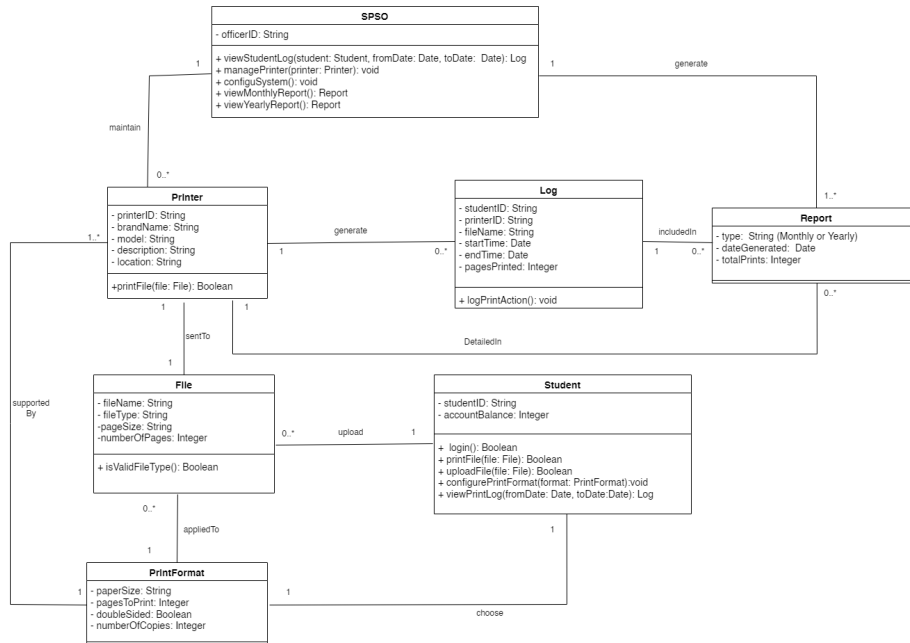 SPSO
- officerID: String
+ viewStudentLog(student: Student, fromDate: Date, toDate: Date): Log
+ managePrinter(printer: Printer): void
+ configuSystem(): void
+ viewMonthlyReport(): Report
+ viewYearlyReport(): Report
1
1
generate
maintain
0..*
1..*
Printer
- printerID: String
- brandName: String
- model: String
- description: String
- location: String
+printFile(file: File): Boolean
1..*
generate
1
0..*
Log
- studentID: String
- printerID: String
- fileName: String
- startTime: Date
- endTime: Date
- pagesPrinted: Integer
+ logPrintAction(): void
includedIn
1
0..*
Report
- type: String (Monthly or Yearly)
- dateGenerated: Date
- totalPrints: Integer
0..*
1
1
sentTo
DetailedIn
1
File
- fileName: String
- fileType: String
-pageSize: String
-numberOfPages: Integer
+ isValidFileType(): Boolean
supported
By
0..*
upload
1
Student
- studentID: String
- accountBalance: Integer
+ login(): Boolean
+ printFile(file: File): Boolean
+ uploadFile(file: File): Boolean
+ configurePrintFormat(format: PrintFormat):void
+ viewPrintLog(fromDate: Date, toDate:Date): Log
0..*
appliedTo
1
1
PrintFormat
- paperSize: String
- pagesToPrint: Integer
- doubleSided: Boolean
- numberOfCopies: Integer
1
1
choose